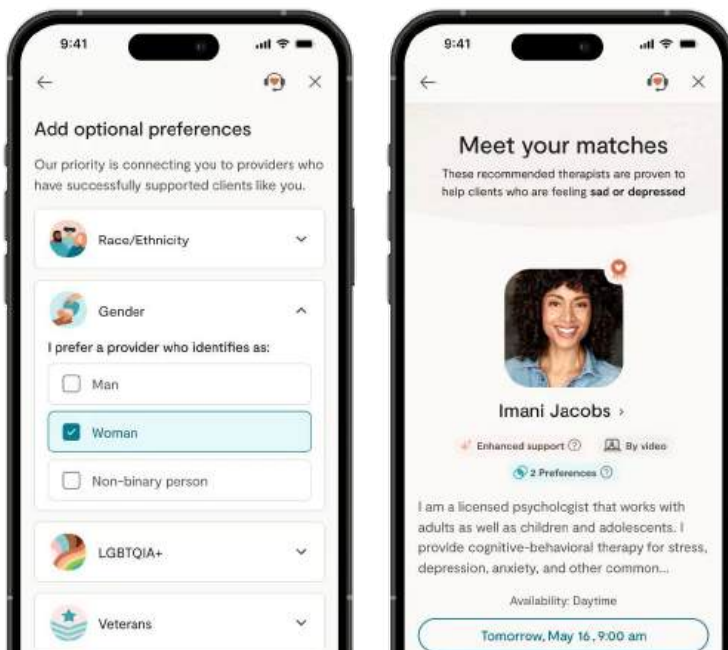 9:41
Add optional preferences
Our priority is connecting you to providers who
have successfully supported clients like you.
Race/Ethnicity
Gender
I prefer a provider who identifies as:
Man
Woman
Non-binary person
LGBTQIA+
Veterans
9:41
Meet your matches
These recommended therapists are proven to
help clients who are feeling sad or depressed
Imani Jacobs
Enhanced support ?
By video
2 Preferences ?
I am a licensed psychologist that works with
adults as well as children and adolescents. I
provide cognitive-behavioral therapy for stress,
depression, anxiety, and other common...
Availability: Daytime
Tomorrow, May 16, 9:00 am